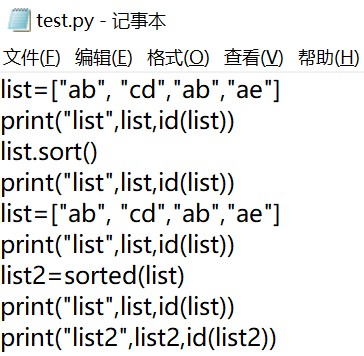 test.py - 记事本
文件(F) 编辑(E) 格式(O) 查看(V) 帮助(H)
list=["ab", "cd","ab","ae"]
print("list",list,id(list))
list.sort()
print("list",list,id(list))
list=["ab", "cd","ab","ae"]
print("list",list,id(list))
list2=sorted(list)
print("list",list,id(list))
print("list2",list2,id(list2))